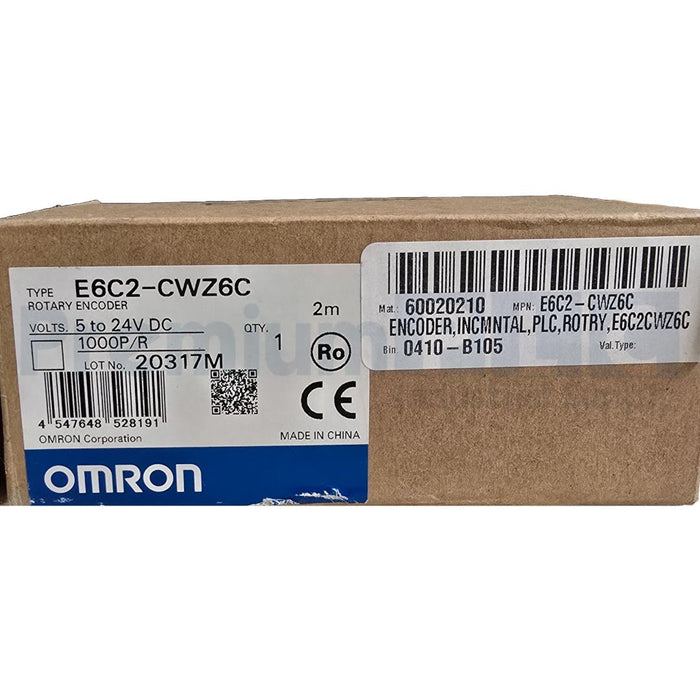 TYPE E6C2-CWZ6C
ROTARY ENCODER
2m
VOLTS. 5 to 24V DC
QTY.
1000P/R
1
LOT No. 20317M
Ro
4 547648 528191
CE
OMRON Corporation
MADE IN CHINA
OMRON
Mat.: 60020210 MPN: E6C2-CWZ6C
ENCODER,INCMNTAL,PLC,ROTRY,E6C2CWZ6C
Bin: 0410-B105 Val.Type: